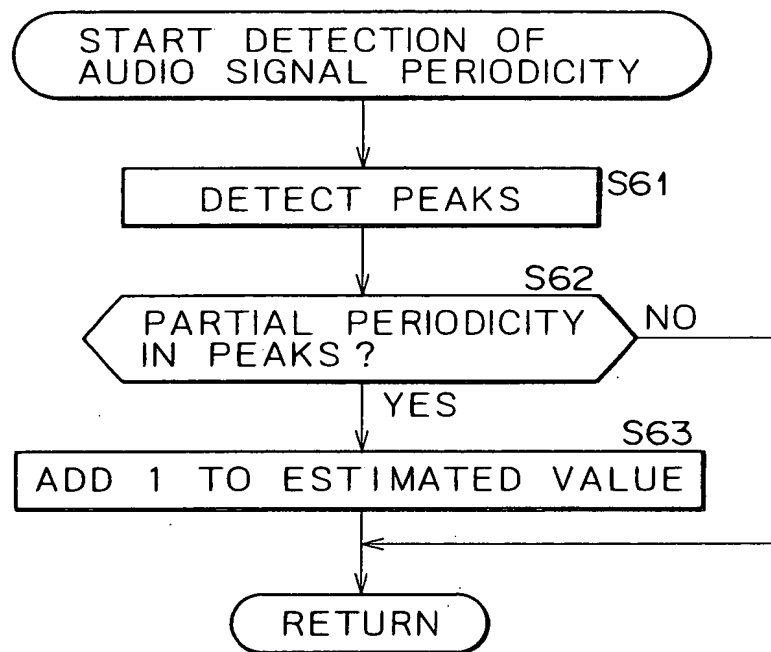 START DETECTION OF
AUDIO SIGNAL PERIODICITY
DETECT PEAKS
S61
S62
PARTIAL PERIODICITY
IN PEAKS?
NO
YES
S63
ADD 1 TO ESTIMATED VALUE
RETURN